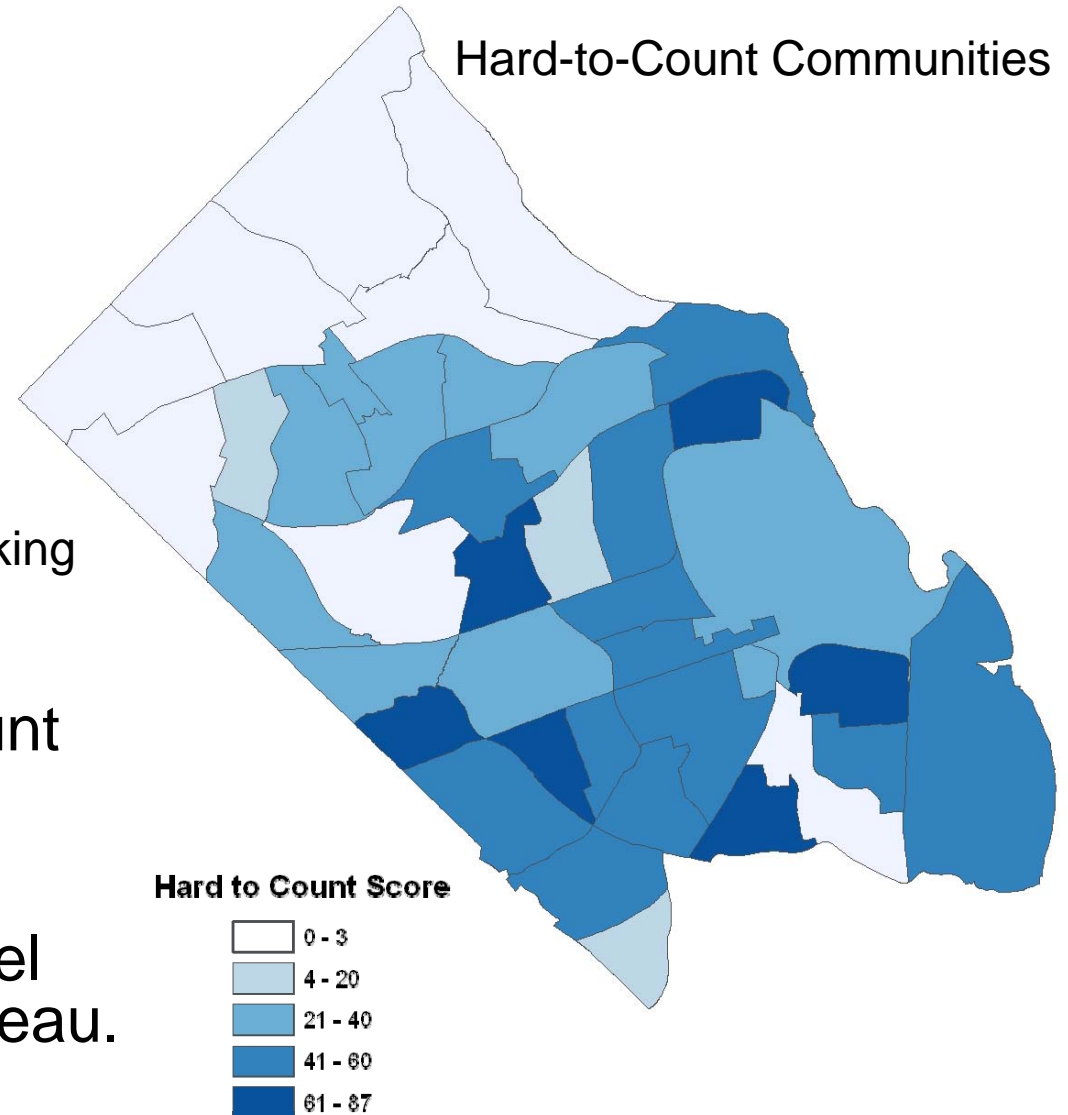 Hard-to-Count Communities
king
unt
el
eau.
Hard to Count Score
0 - 3
4 - 20
21 - 40
41 - 60
61 - 87